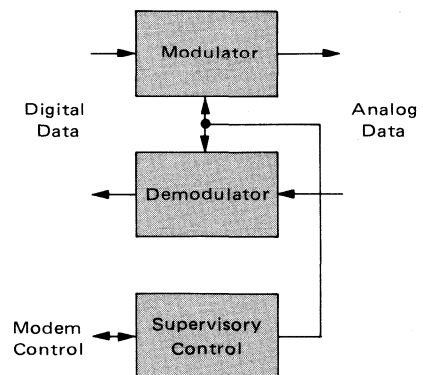 Modulator
Digital
Data
Analog
Data
Demodulator
Modem
Control
Supervisory
Control